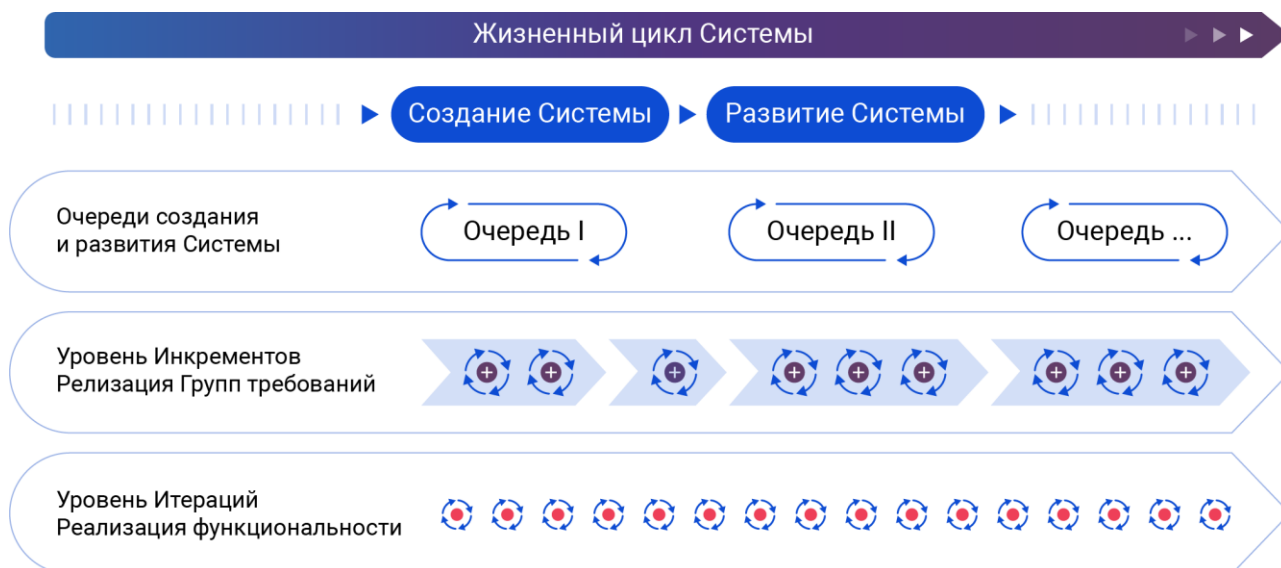 Жизненный цикл Системы
Создание Системы
Развитие Системы
Очереди создания
и развития Системы
Очередь I
Очередь II
Очередь ...
Уровень Инкрементов
Релизация Групп требований
Уровень Итераций
Реализация функциональности